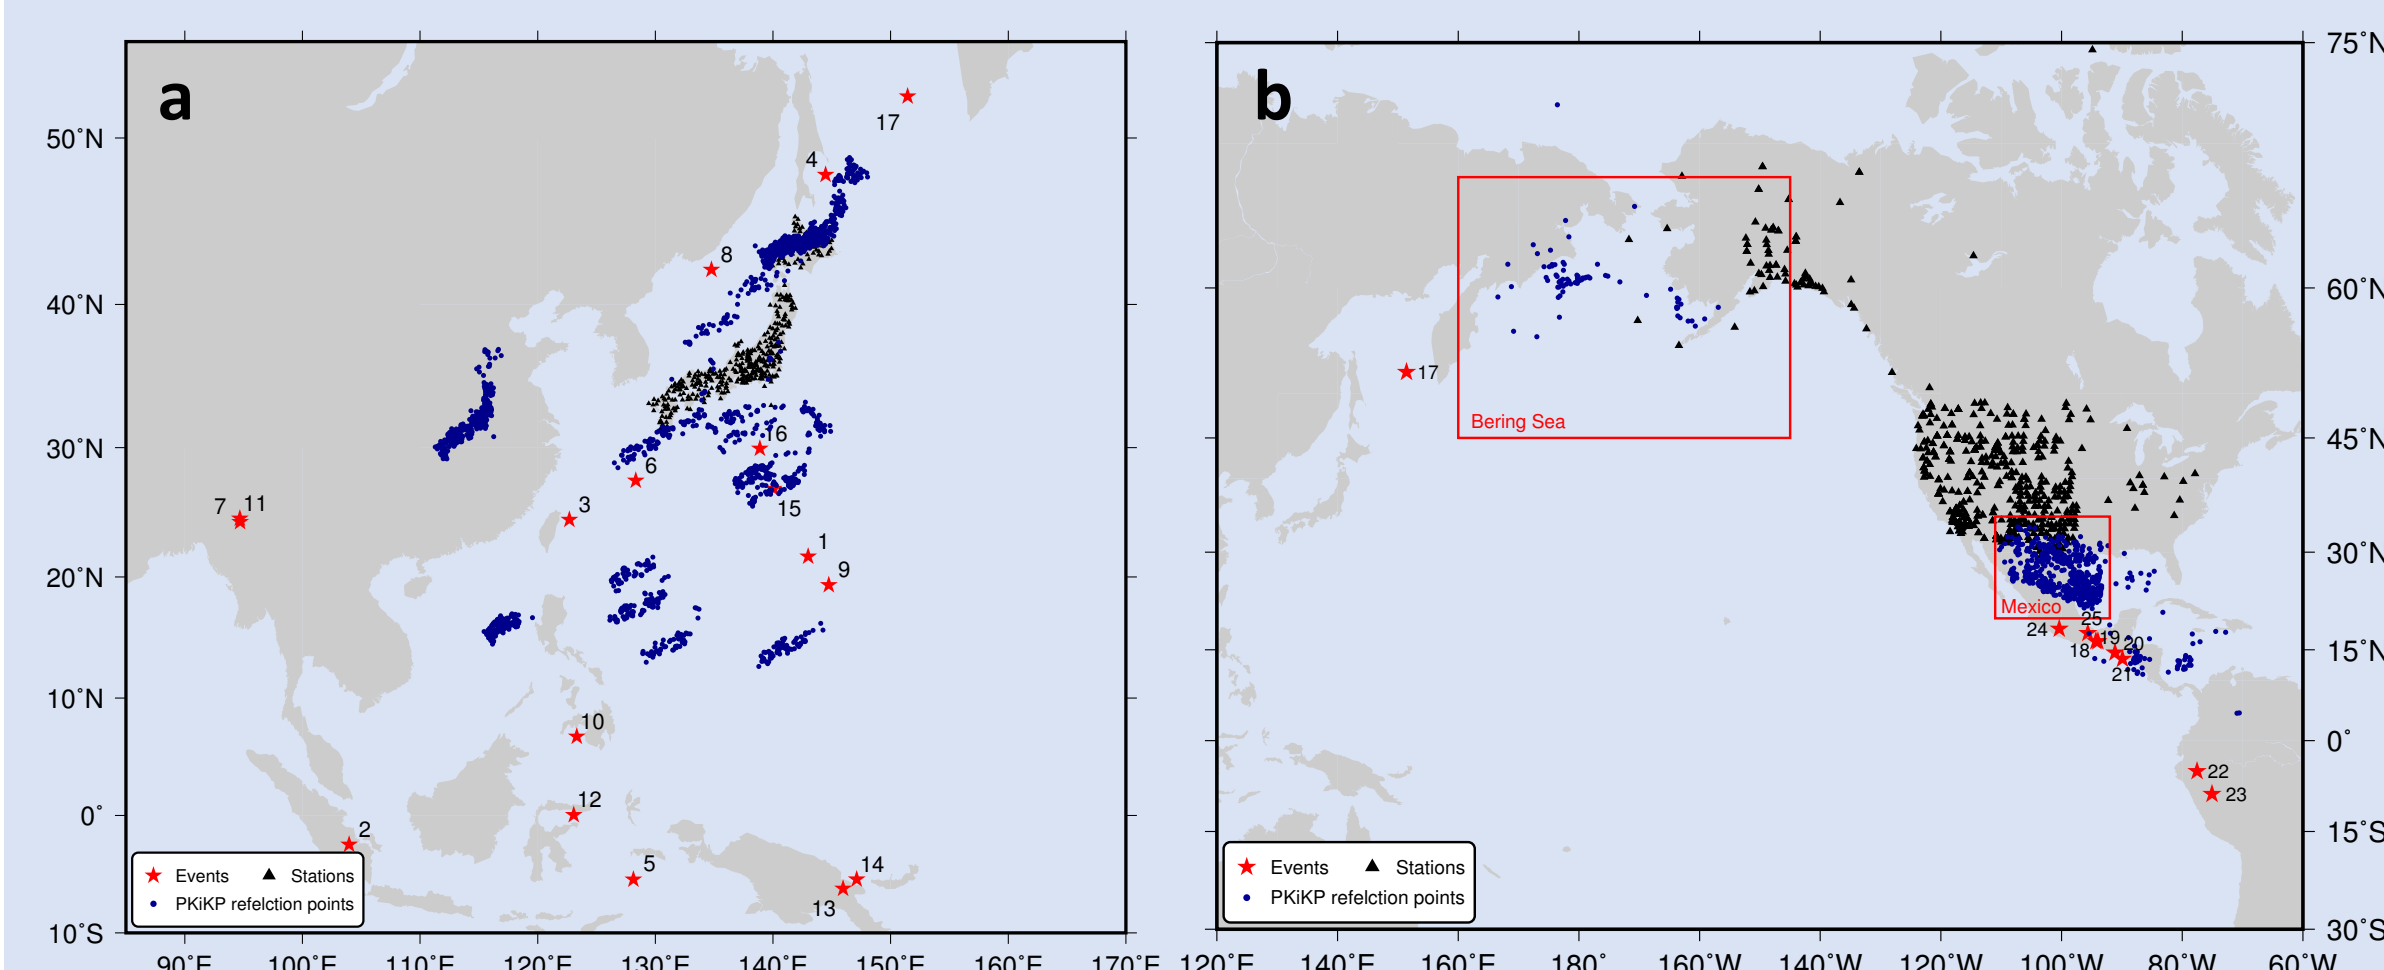 a
50°N
40°N
30°N
20°N
10°N
0°
10°S
90°E
100°E
110°E
120°E
130°E
140°E
150°E
160°E
170°E
17
4
8
16
6
15
7
11
3
1
9
10
12
2
5
14
13
Events
Stations
PKiKP refelction points
b
75°N
60°N
45°N
30°N
15°N
0°
15°S
30°S
120°E
140°E
160°E
180°
160°W
140°W
120°W
100°W
80°W
60°W
17
Bering Sea
Mexico
25
24
19
20
18
21
22
23
Events
Stations
PKiKP refelction points